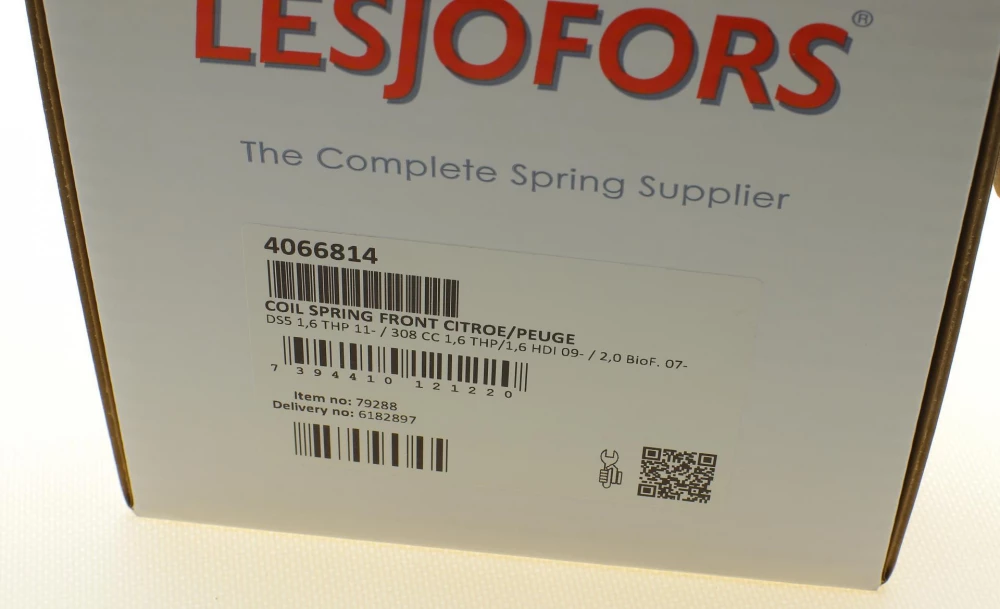 LESJOFORS®
The Complete Spring Supplier
4066814
COIL SPRING FRONT CITROE/PEUGE
DS5 1,6 THP 11- / 308 CC 1,6 THP/1,6 HDI 09- / 2,0 BioF. 07-
7 394410 121220
Item no: 79288
Delivery no: 6182897